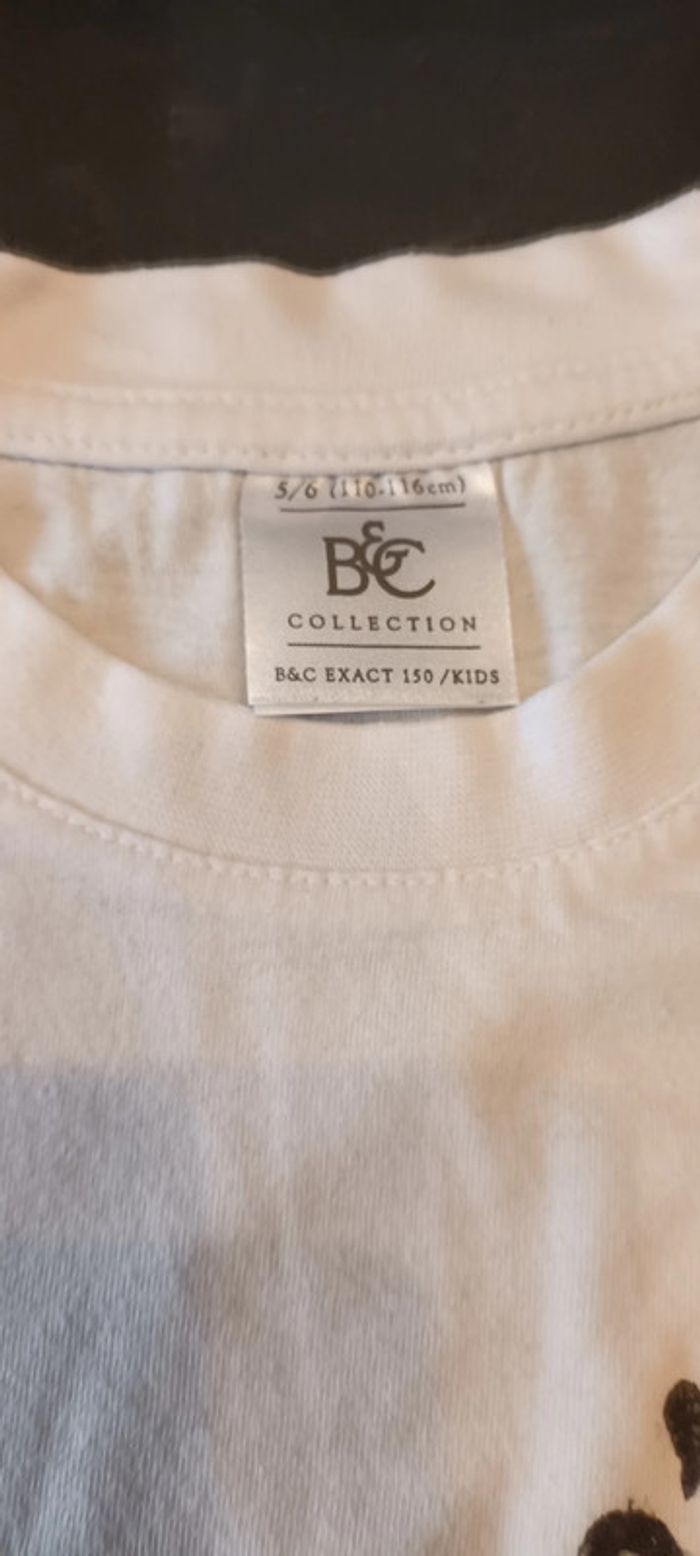 5/6 (110-116cm)
B&C
COLLECTION
B&C EXACT 150 /KIDS